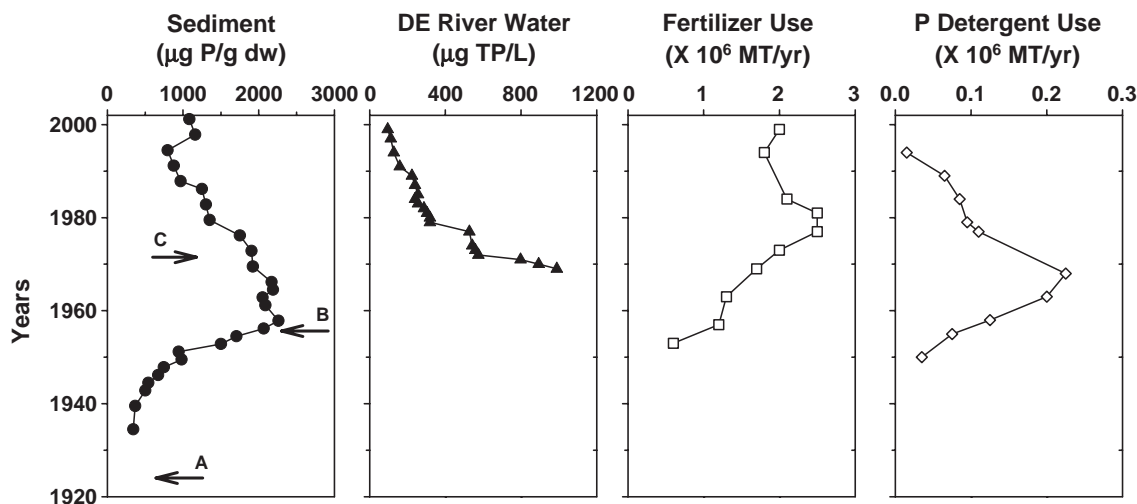 Sediment
(μg P/g dw)
DE River Water
(μg TP/L)
Fertilizer Use
(X 10⁶ MT/yr)
P Detergent Use
(X 10⁶ MT/yr)
0 1000 2000 3000
0 400 800 1200
0 1 2 3
0.0 0.1 0.2 0.3
Years
2000
1980
1960
1940
1920
C
B
A